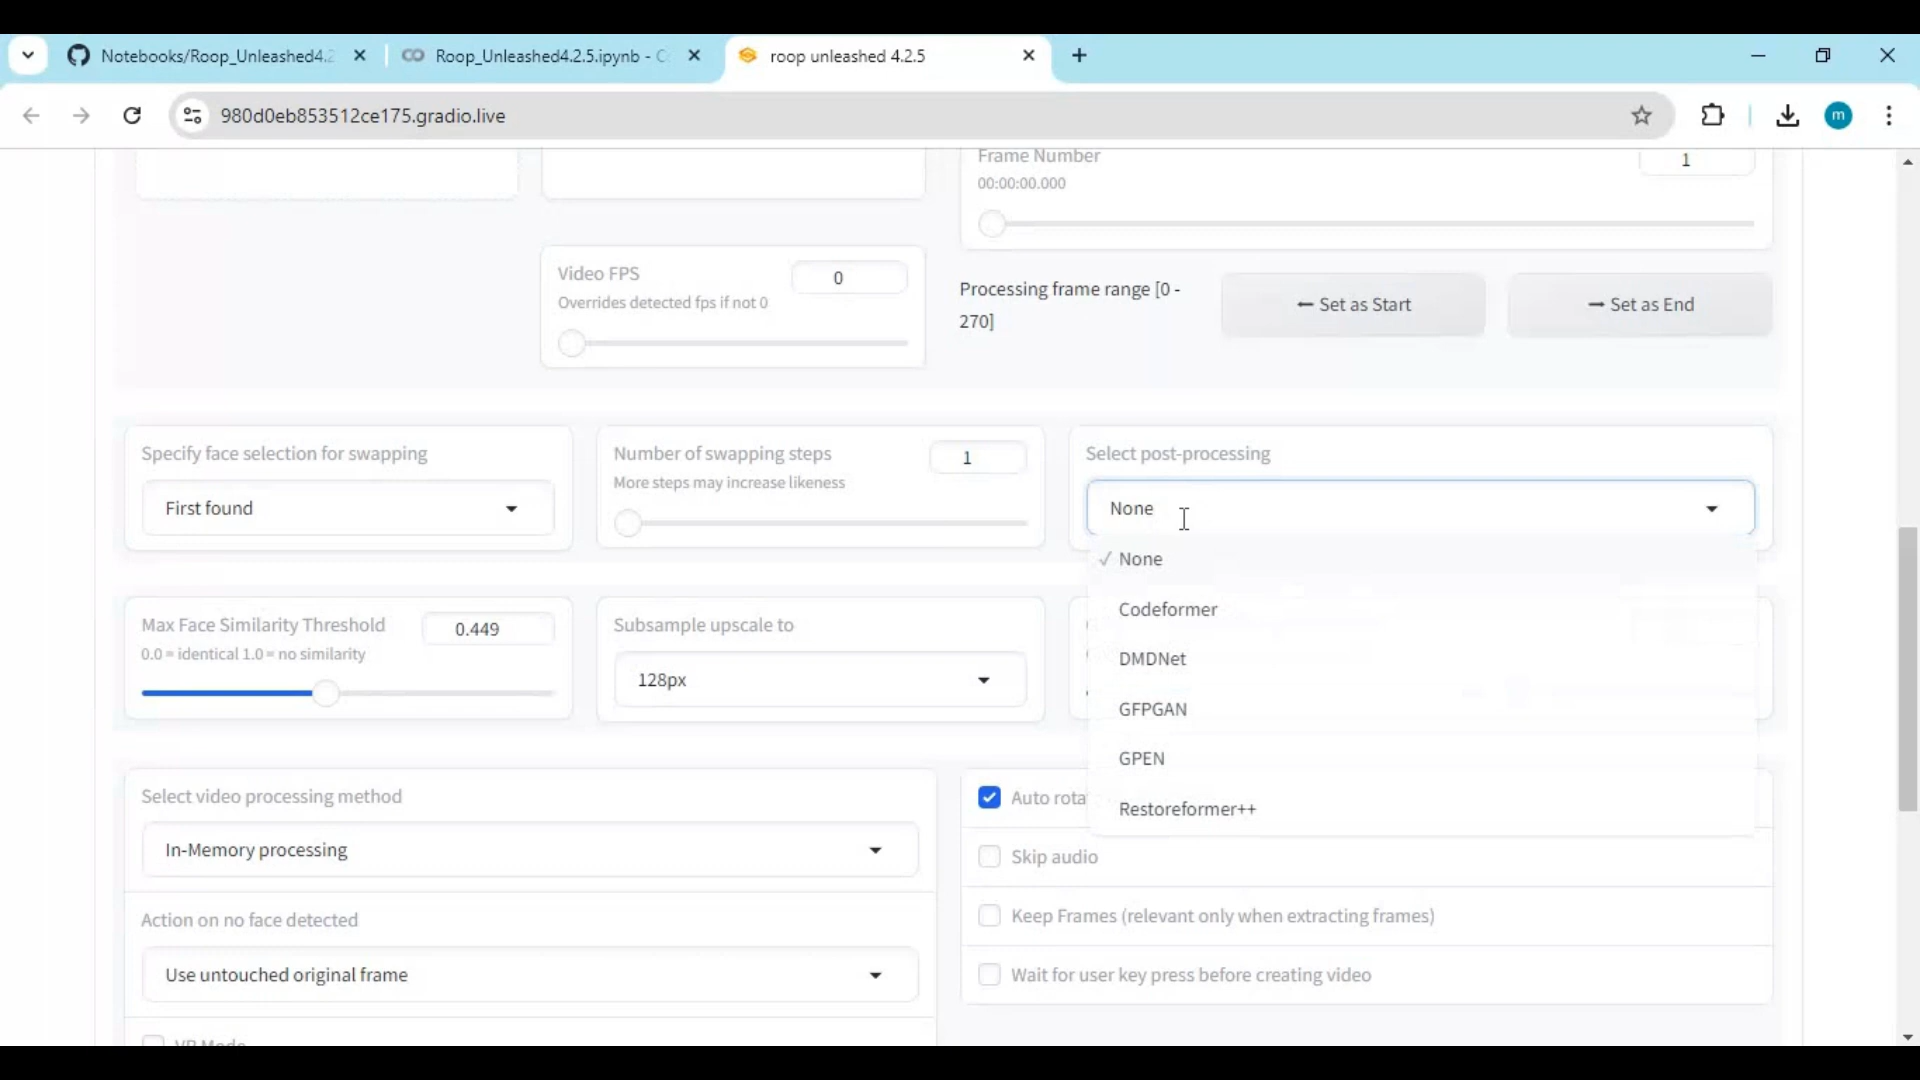 Notebooks/Roop_Unleashed4.2
Roop_Unleashed4.2.5.ipynb - C
roop unleashed 4.2.5
980d0eb853512ce175.gradio.live
m
Frame Number
1
00:00:00.000
Video FPS
0
Overrides detected fps if not 0
Processing frame range [0 -
270]
← Set as Start
➡ Set as End
Specify face selection for swapping
First found
Number of swapping steps
1
More steps may increase likeness
Select post-processing
None
✓ None
Codeformer
DMDNet
GFPGAN
GPEN
Restoreformer++
Max Face Similarity Threshold
0.449
0.0 = identical 1.0 = no similarity
Subsample upscale to
128px
Select video processing method
In-Memory processing
Action on no face detected
Use untouched original frame
VR Mode
Auto rota
Skip audio
Keep Frames (relevant only when extracting frames)
Wait for user key press before creating video